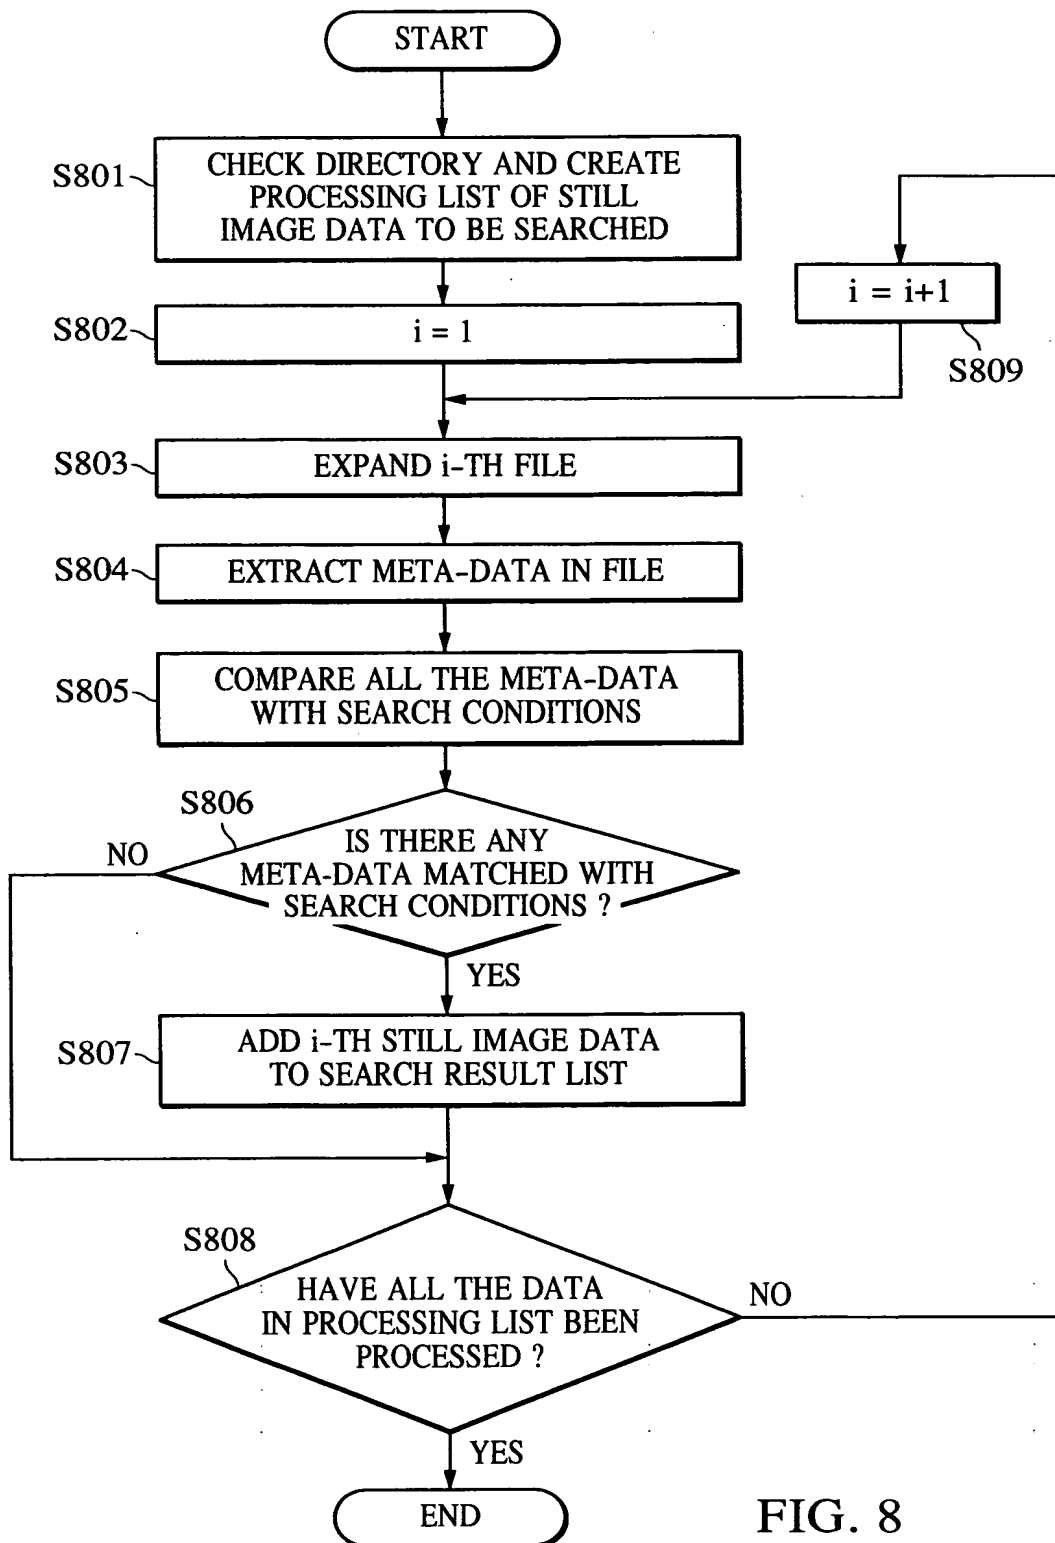 START
S801
CHECK DIRECTORY AND CREATE
PROCESSING LIST OF STILL
IMAGE DATA TO BE SEARCHED
i = i+1
S809
S802
i = 1
S803
EXPAND i-TH FILE
S804
EXTRACT META-DATA IN FILE
S805
COMPARE ALL THE META-DATA
WITH SEARCH CONDITIONS
S806
NO
IS THERE ANY
META-DATA MATCHED WITH
SEARCH CONDITIONS ?
YES
S807
ADD i-TH STILL IMAGE DATA
TO SEARCH RESULT LIST
S808
HAVE ALL THE DATA
IN PROCESSING LIST BEEN
PROCESSED ?
NO
YES
END
FIG. 8